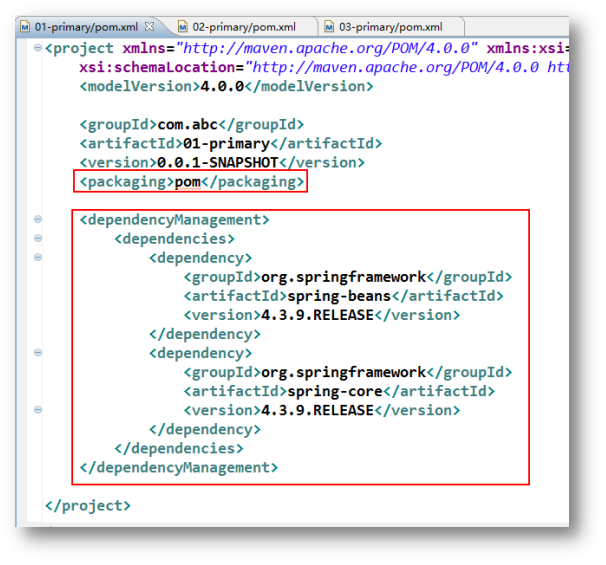 01-primary/pom.xml 02-primary/pom.xml 03-primary/pom.xml
<project xmlns="http://maven.apache.org/POM/4.0.0" xmlns:xsi=
xsi:schemaLocation="http://maven.apache.org/POM/4.0.0 htt
<modelVersion>4.0.0</modelVersion>
<groupId>com.abc</groupId>
<artifactId>01-primary</artifactId>
<version>0.0.1-SNAPSHOT</version>
<packaging>pom</packaging>
<dependencyManagement>
<dependencies>
<dependency>
<groupId>org.springframework</groupId>
<artifactId>spring-beans</artifactId>
<version>4.3.9.RELEASE</version>
</dependency>
<dependency>
<groupId>org.springframework</groupId>
<artifactId>spring-core</artifactId>
<version>4.3.9.RELEASE</version>
</dependency>
</dependencies>
</dependencyManagement>
</project>